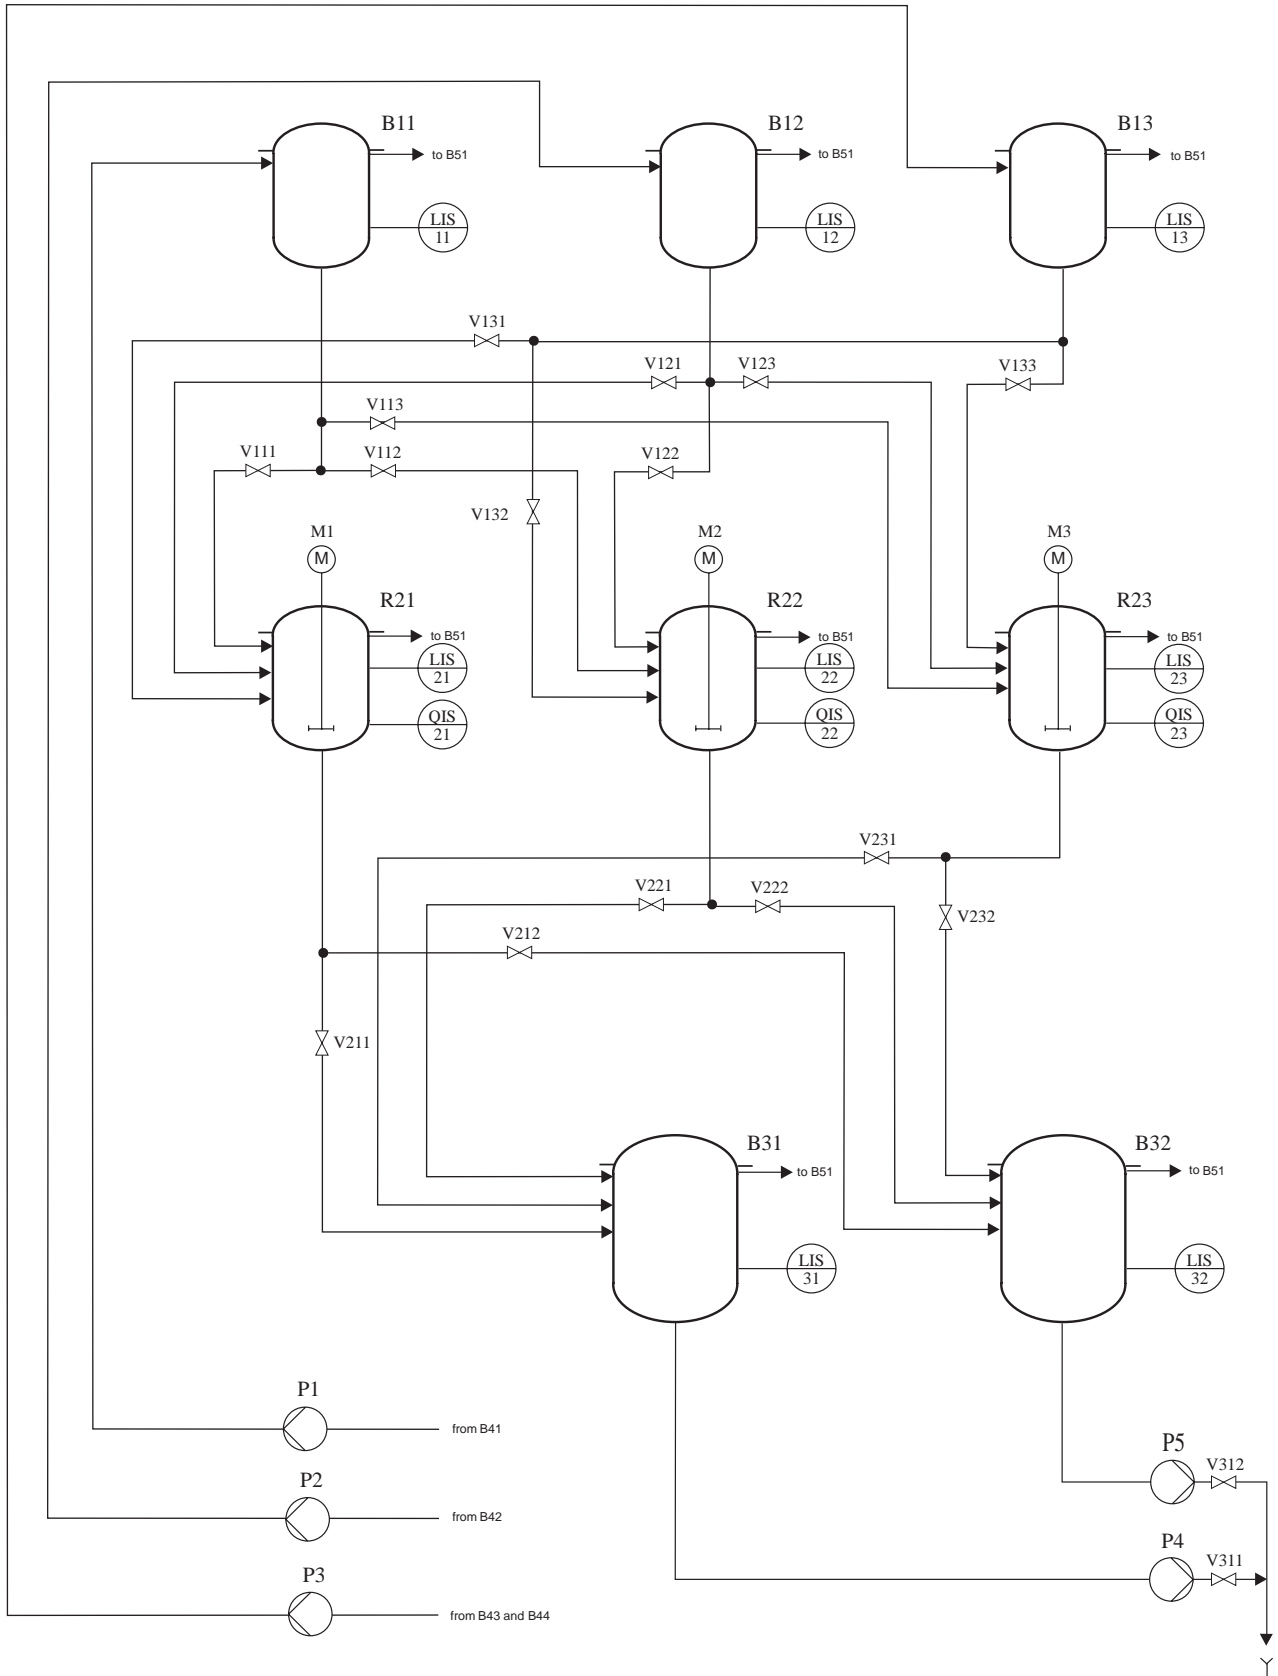 B11
B12
B13
to B51
to B51
to B51
LIS
11
LIS
12
LIS
13
V131
V121
V123
V133
V113
V111
V112
V122
V132
M1
M
M2
M
M3
M
R21
R22
R23
to B51
to B51
to B51
LIS
21
LIS
22
LIS
23
QIS
21
QIS
22
QIS
23
V231
V221
V222
V232
V212
V211
B31
B32
to B51
to B51
LIS
31
LIS
32
P1
from B41
P5
V312
P2
from B42
P4
V311
P3
from B43 and B44
Y